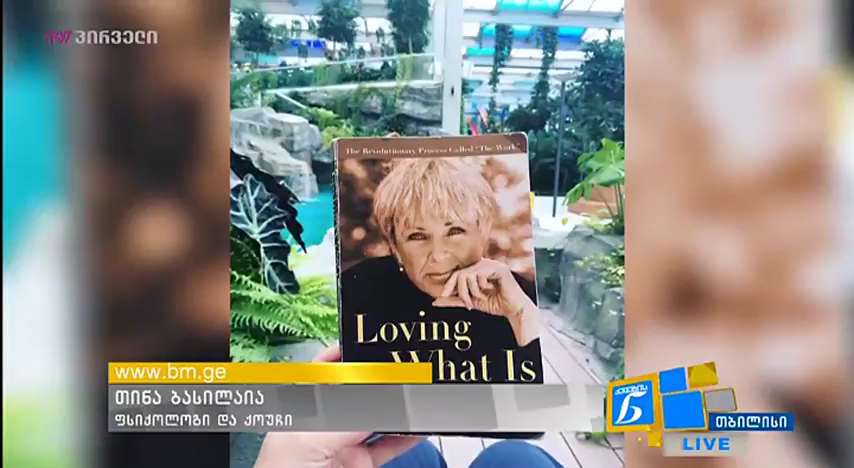 პირველი
The Revolutionary Process Called "The Work"
Loving
What Is
www.bm.ge
თინა ბასილაია
ფსიქოლოგი და ქოუჩი
თბილისი
LIVE